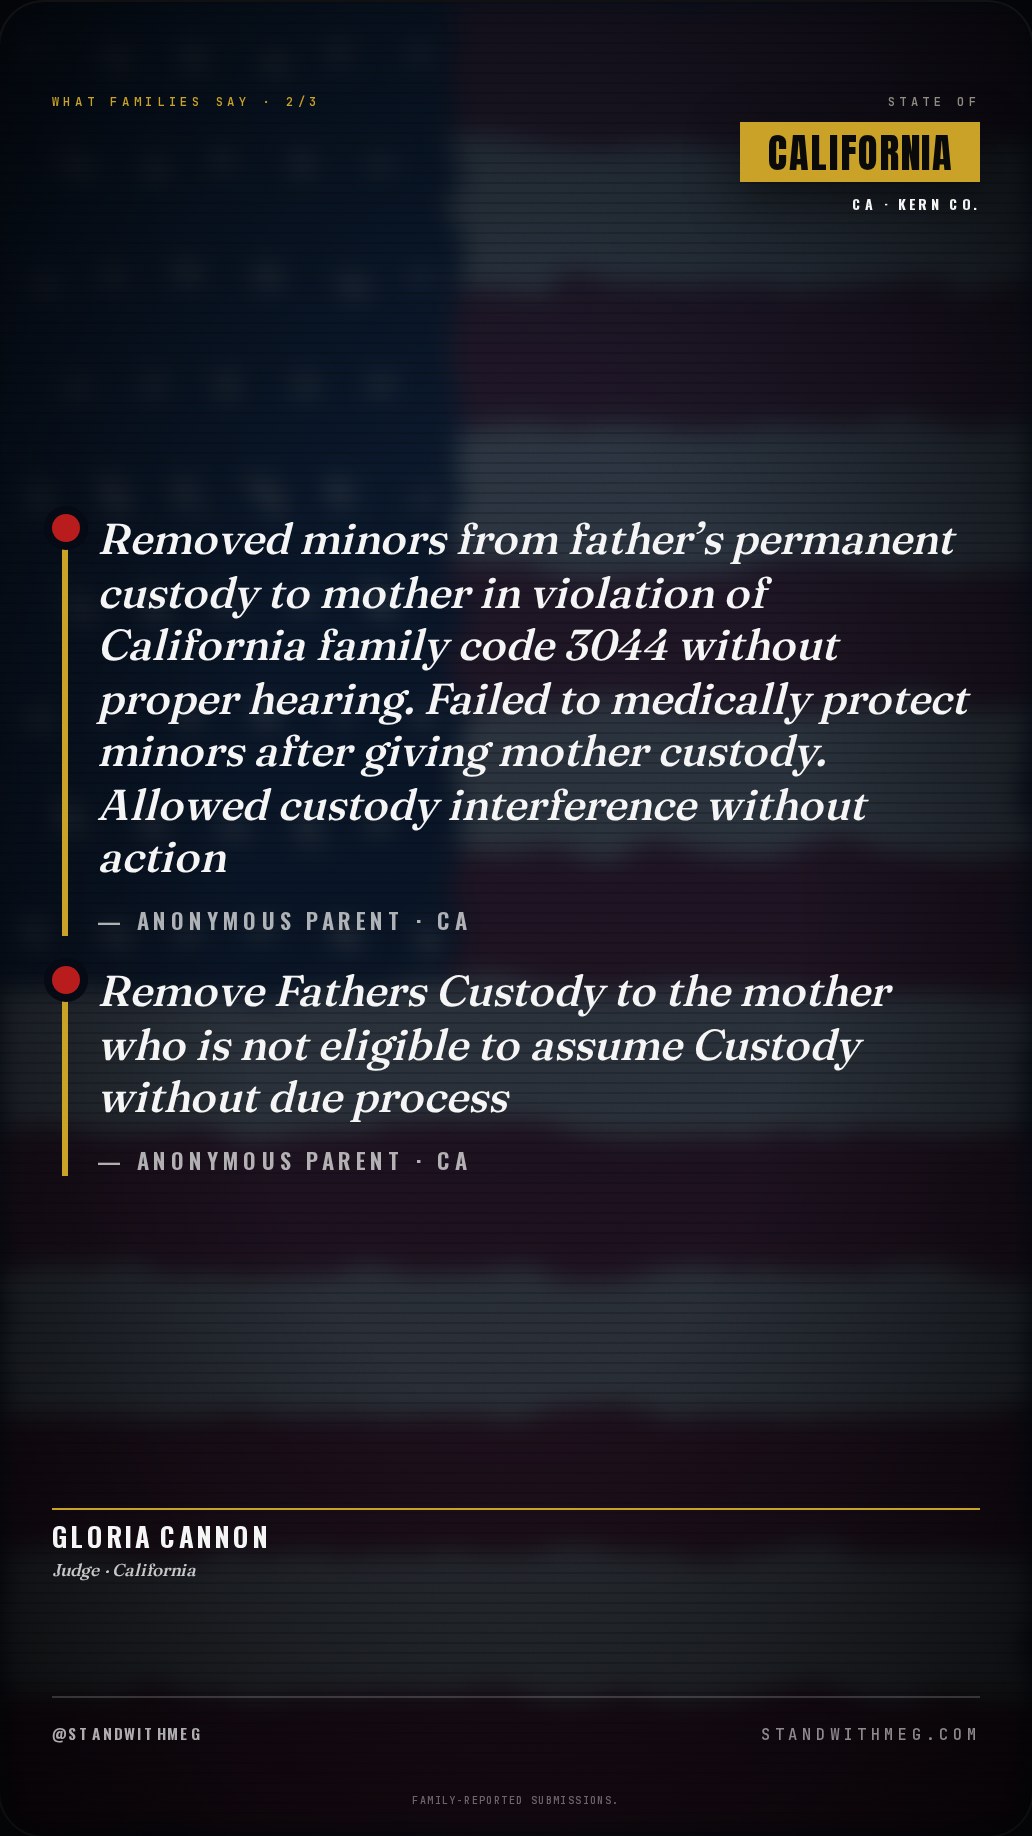 WHAT FAMILIES SAY · 2/3
STATE OF
CALIFORNIA
CA · KERN CO.
Removed minors from father’s permanent
custody to mother in violation of
California family code 3044 without
proper hearing. Failed to medically protect
minors after giving mother custody.
Allowed custody interference without
action
— ANONYMOUS PARENT · CA
Remove Fathers Custody to the mother
who is not eligible to assume Custody
without due process
— ANONYMOUS PARENT · CA
GLORIA CANNON
Judge · California
@STANDWITHMEG
STANDWITHMEG.COM
FAMILY-REPORTED SUBMISSIONS.